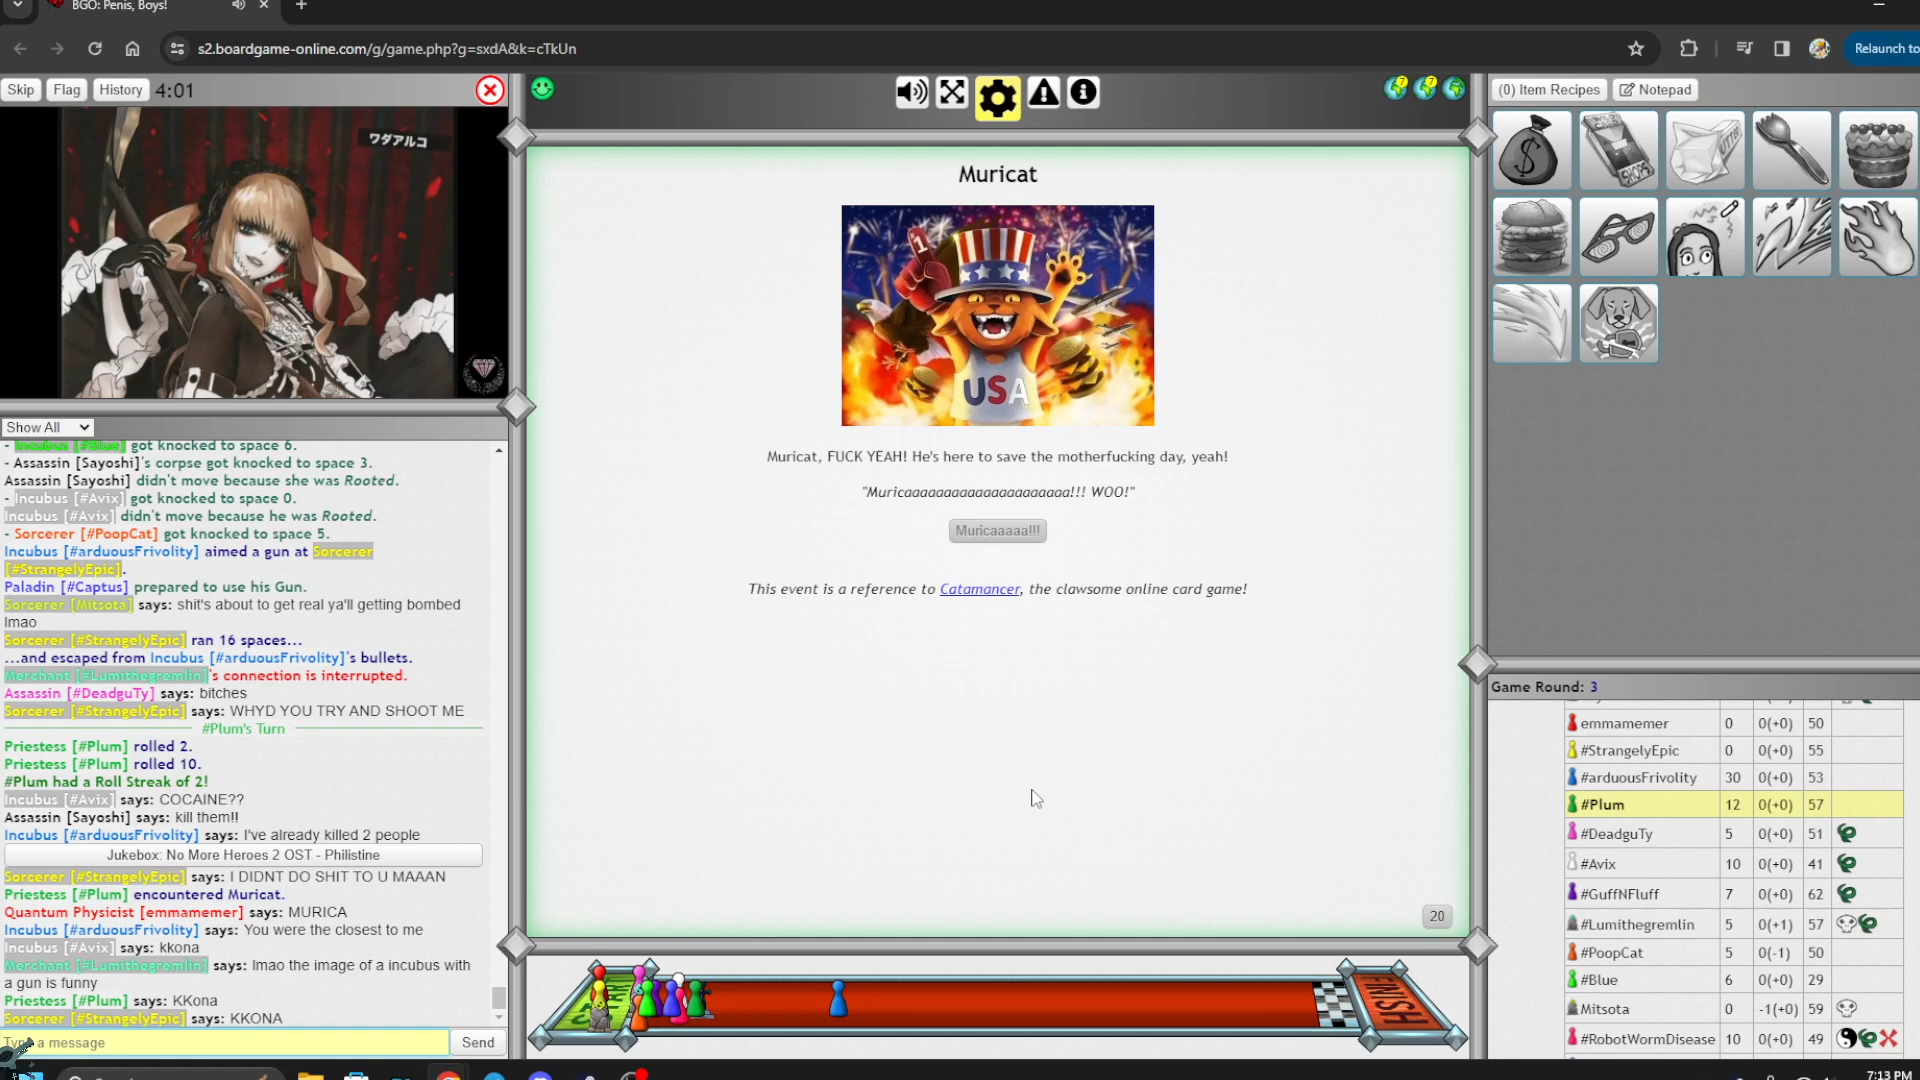 BGO: Penis, Boys!
s2.boardgame-online.com/g/game.php?g=sxdA&k=cTkUn
Relaunch to
Skip
Flag
History
4:01
ワダアルコ
Show All
- Incubus [#Blue] got knocked to space 6.
- Assassin [Sayoshi]'s corpse got knocked to space 3.
Assassin [Sayoshi] didn't move because she was Rooted.
- Incubus [#Avix] got knocked to space 0.
Incubus [#Avix] didn't move because he was Rooted.
- Sorcerer [#PoopCat] got knocked to space 5.
Incubus [#arduousFrivolity] aimed a gun at Sorcerer
[#StrangelyEpic].
Paladin [#Captus] prepared to use his Gun.
Sorcerer [Mitsota] says: shit's about to get real ya'll getting bombed
lmao
Sorcerer [#StrangelyEpic] ran 16 spaces...
...and escaped from Incubus [#arduousFrivolity]'s bullets.
Merchant [#Lumithegremlin]'s connection is interrupted.
Assassin [#DeadguTy] says: bitches
Sorcerer [#StrangelyEpic] says: WHYD YOU TRY AND SHOOT ME
#Plum's Turn
Priestess [#Plum] rolled 2.
Priestess [#Plum] rolled 10.
#Plum had a Roll Streak of 2!
Incubus [#Avix] says: COCAINE??
Assassin [Sayoshi] says: kill them!!
Incubus [#arduousFrivolity] says: I've already killed 2 people
Jukebox: No More Heroes 2 OST - Philistine
Sorcerer [#StrangelyEpic] says: I DIDNT DO SHIT TO U MAAAN
Priestess [#Plum] encountered Muricat.
Quantum Physicist [emmamemer] says: MURICA
Incubus [#arduousFrivolity] says: You were the closest to me
Incubus [#Avix] says: kkona
Merchant [#Lumithegremlin] says: lmao the image of a incubus with
a gun is funny
Priestess [#Plum] says: KKona
Sorcerer [#StrangelyEpic] says: KKONA
Type a message
Send
7
7
Muricat
1
USA
Muricat, FUCK YEAH! He's here to save the motherfucking day, yeah!
"Muricaaaaaaaaaaaaaaaaaaaaaa!!! WOO!"
Muricaaaaa!!!
This event is a reference to Catamancer, the clawsome online card game!
20
FINISH
(0) Item Recipes
Notepad
$
Game Round: 3
emmamemer 0 0(+0) 50
#StrangelyEpic 0 0(+0) 55
#arduousFrivolity 30 0(+0) 53
#Plum 12 0(+0) 57
#DeadguTy 5 0(+0) 51
#Avix 10 0(+0) 41
#GuffNFluff 7 0(+0) 62
#Lumithegremlin 5 0(+1) 57
#PoopCat 5 0(-1) 50
#Blue 6 0(+0) 29
Mitsota 0 -1(+0) 59
#RobotWormDisease 10 0(+0) 49
7:13 PM